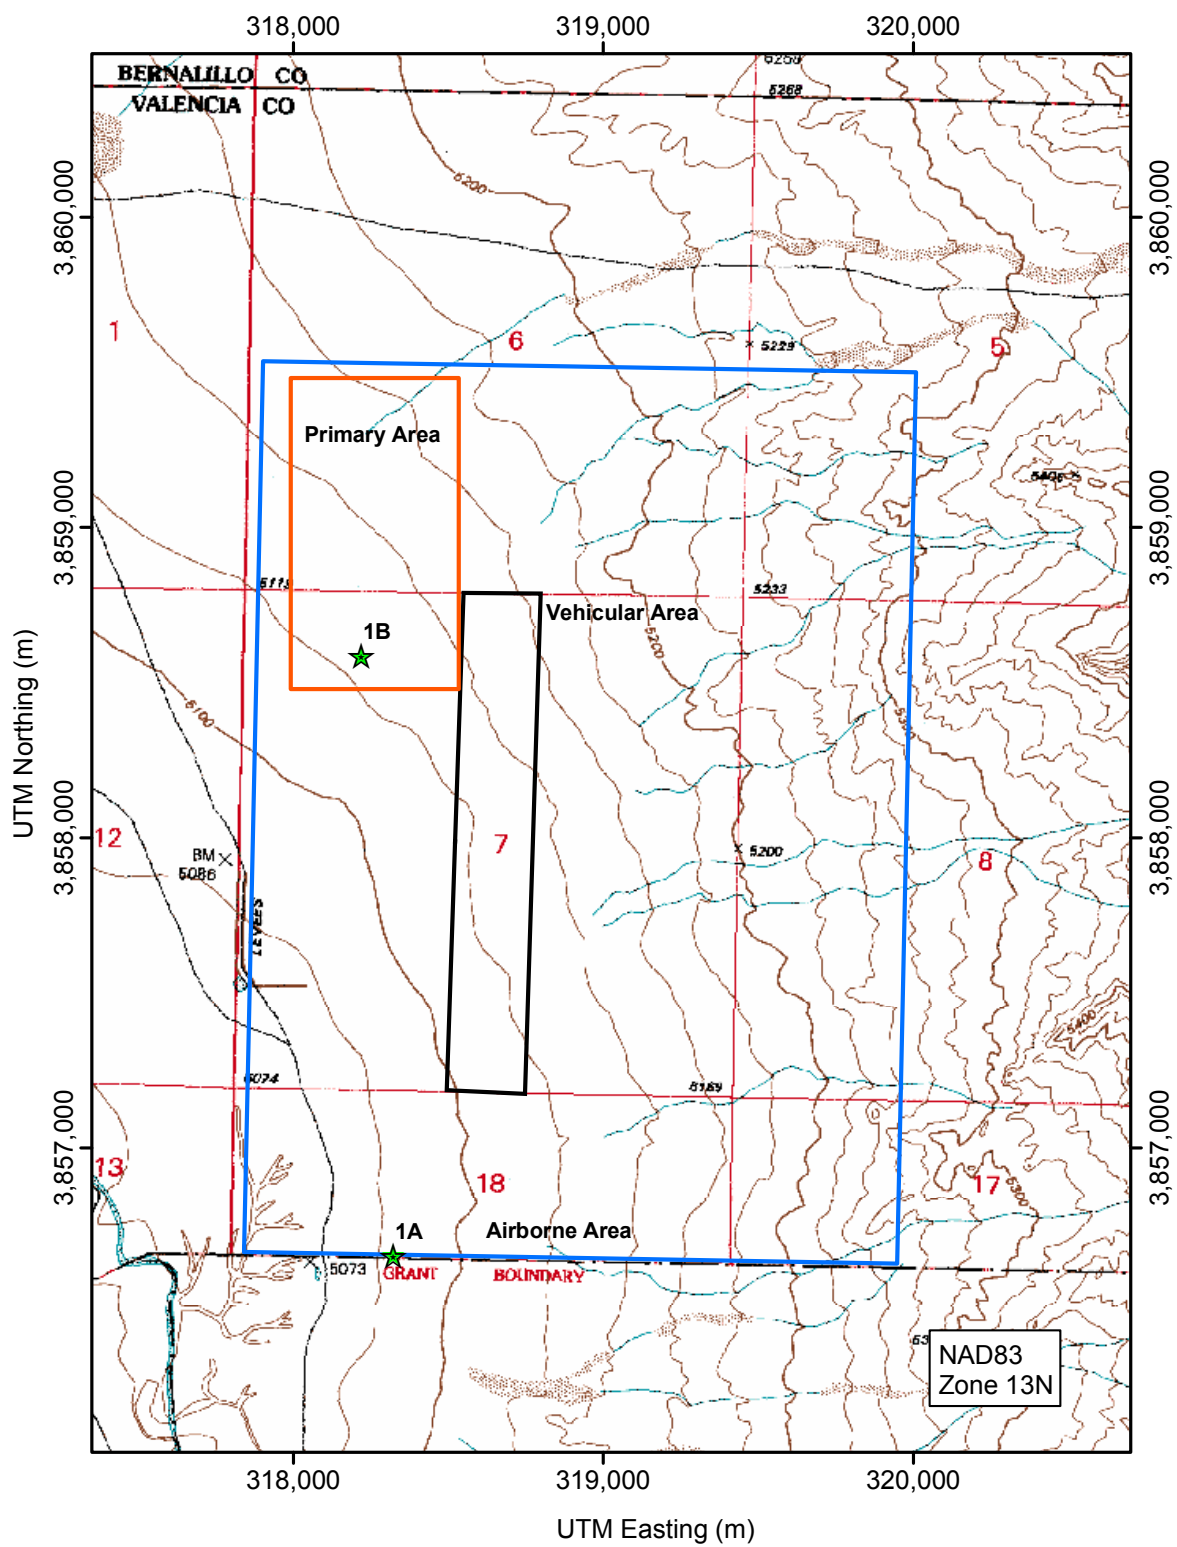 318,000
319,000
320,000
BERNALILLO CO
VALENCIA CO
5268
5200
3,860,000
3,860,000
1
6
5
5229
Primary Area
3,859,000
3,859,000
5233
Vehicular Area
1B
5200
5100
UTM Northing (m)
3,858,000
3,858,000
12
7
8
5200
BM
5086
LEVEES
5400
5074
5169
3,857,000
3,857,000
13
18
17
5300
1A
Airborne Area
5073
GRANT BOUNDARY
NAD83
Zone 13N
318,000
319,000
320,000
UTM Easting (m)